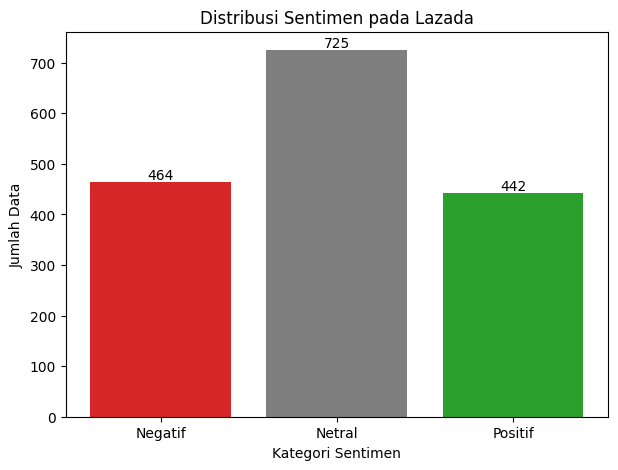 Distribusi Sentimen pada Lazada
Jumlah Data
700
600
500
400
300
200
100
0
464
725
442
Negatif
Netral
Positif
Kategori Sentimen